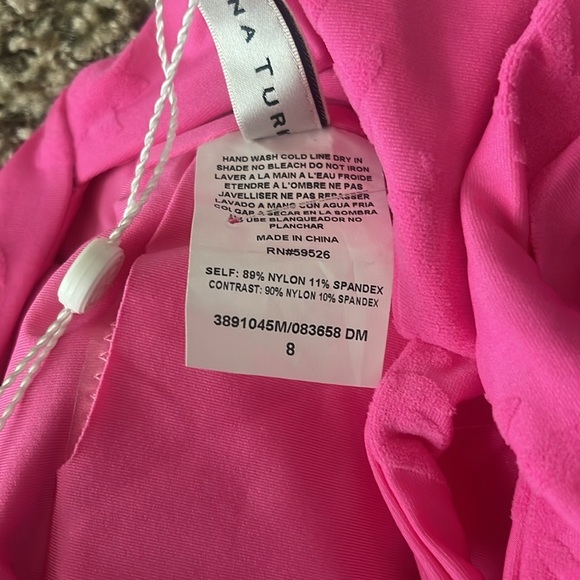 NA TUR
HAND WASH COLD LINE DRY IN
SHADE NO BLEACH DO NOT IRON
LAVER A LA MAIN A L'EAU FROIDE
ETENDRE A L'OMBRE NE PAS
JAVELLISER NE PAS REPASSER
LAVADO A MANO CON AGUA FRIA
COLGAR A SECAR EN LA SOMBRA
USE BLANQUEADOR NO
PLANCHAR
MADE IN CHINA
RN#59526
SELF: 89% NYLON 11% SPANDEX
CONTRAST: 90% NYLON 10% SPANDEX
3891045M/083658 DM
8